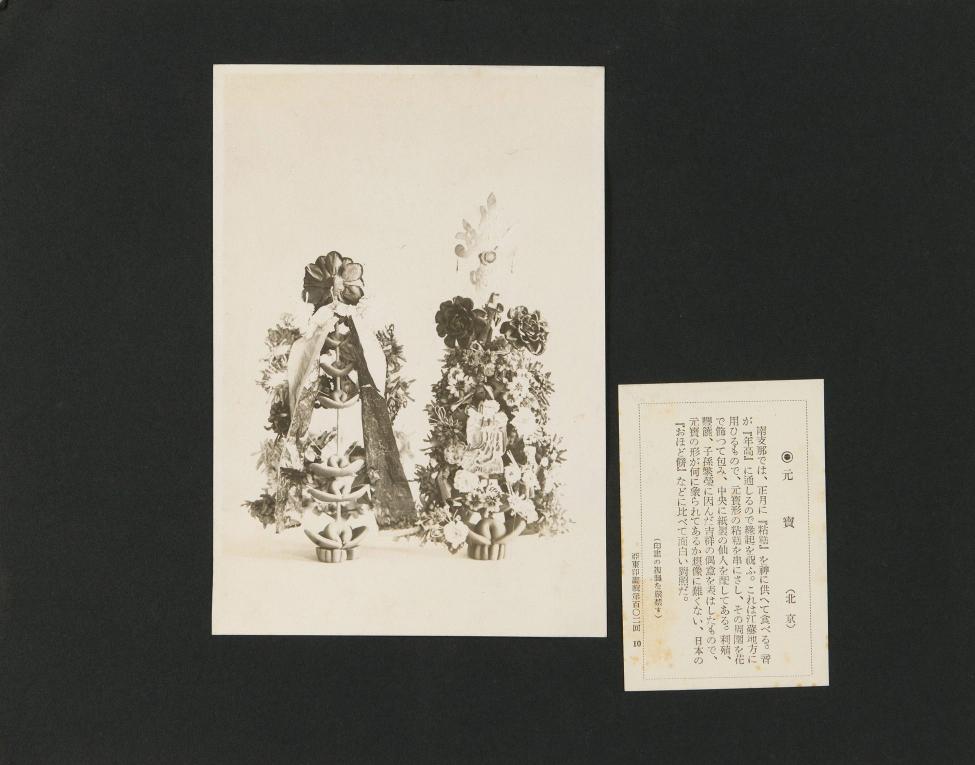 ◉元寶 (北京)
南支那では、正月に『粘糕』を神に供へて食べる。音
が『年高』に通じるので縁起を祝ふ。これは江蘇地方に
用ひるもので、元寶形の粘糕を串にさし、その周圍を花
で飾つて包み、中央に紙製の仙人を配してある。利殖、
豐饒、子孫繁榮に因んだ吉祥の偶意を表はしたもので、
元寶の形が何に象られてあるか想像に難くない、日本の
『おほど餅』などに比べて面白い對照だ。
(印畫の複製を嚴禁す)
亞東印畫輯第百〇二回 10